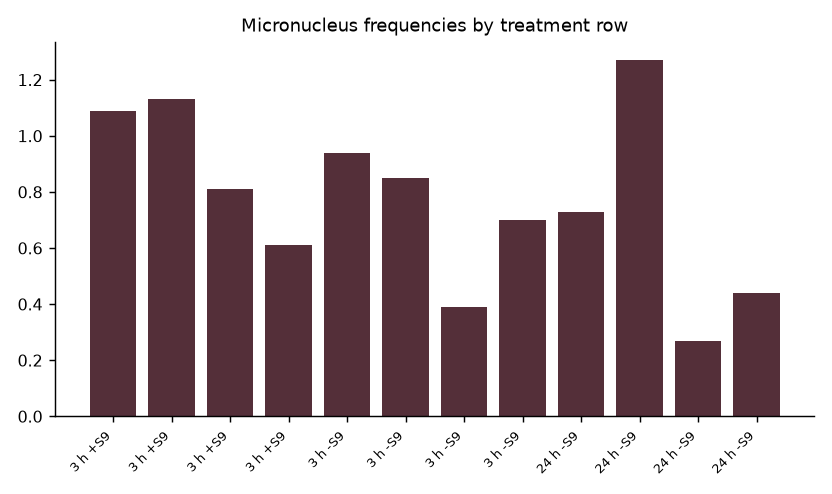 Micronucleus frequencies by treatment row
1.2
1.0
0.8
0.6
0.4
0.2
0.0
3 h +S9
3 h +S9
3 h +S9
3 h +S9
3 h -S9
3 h -S9
3 h -S9
3 h -S9
24 h -S9
24 h -S9
24 h -S9
24 h -S9